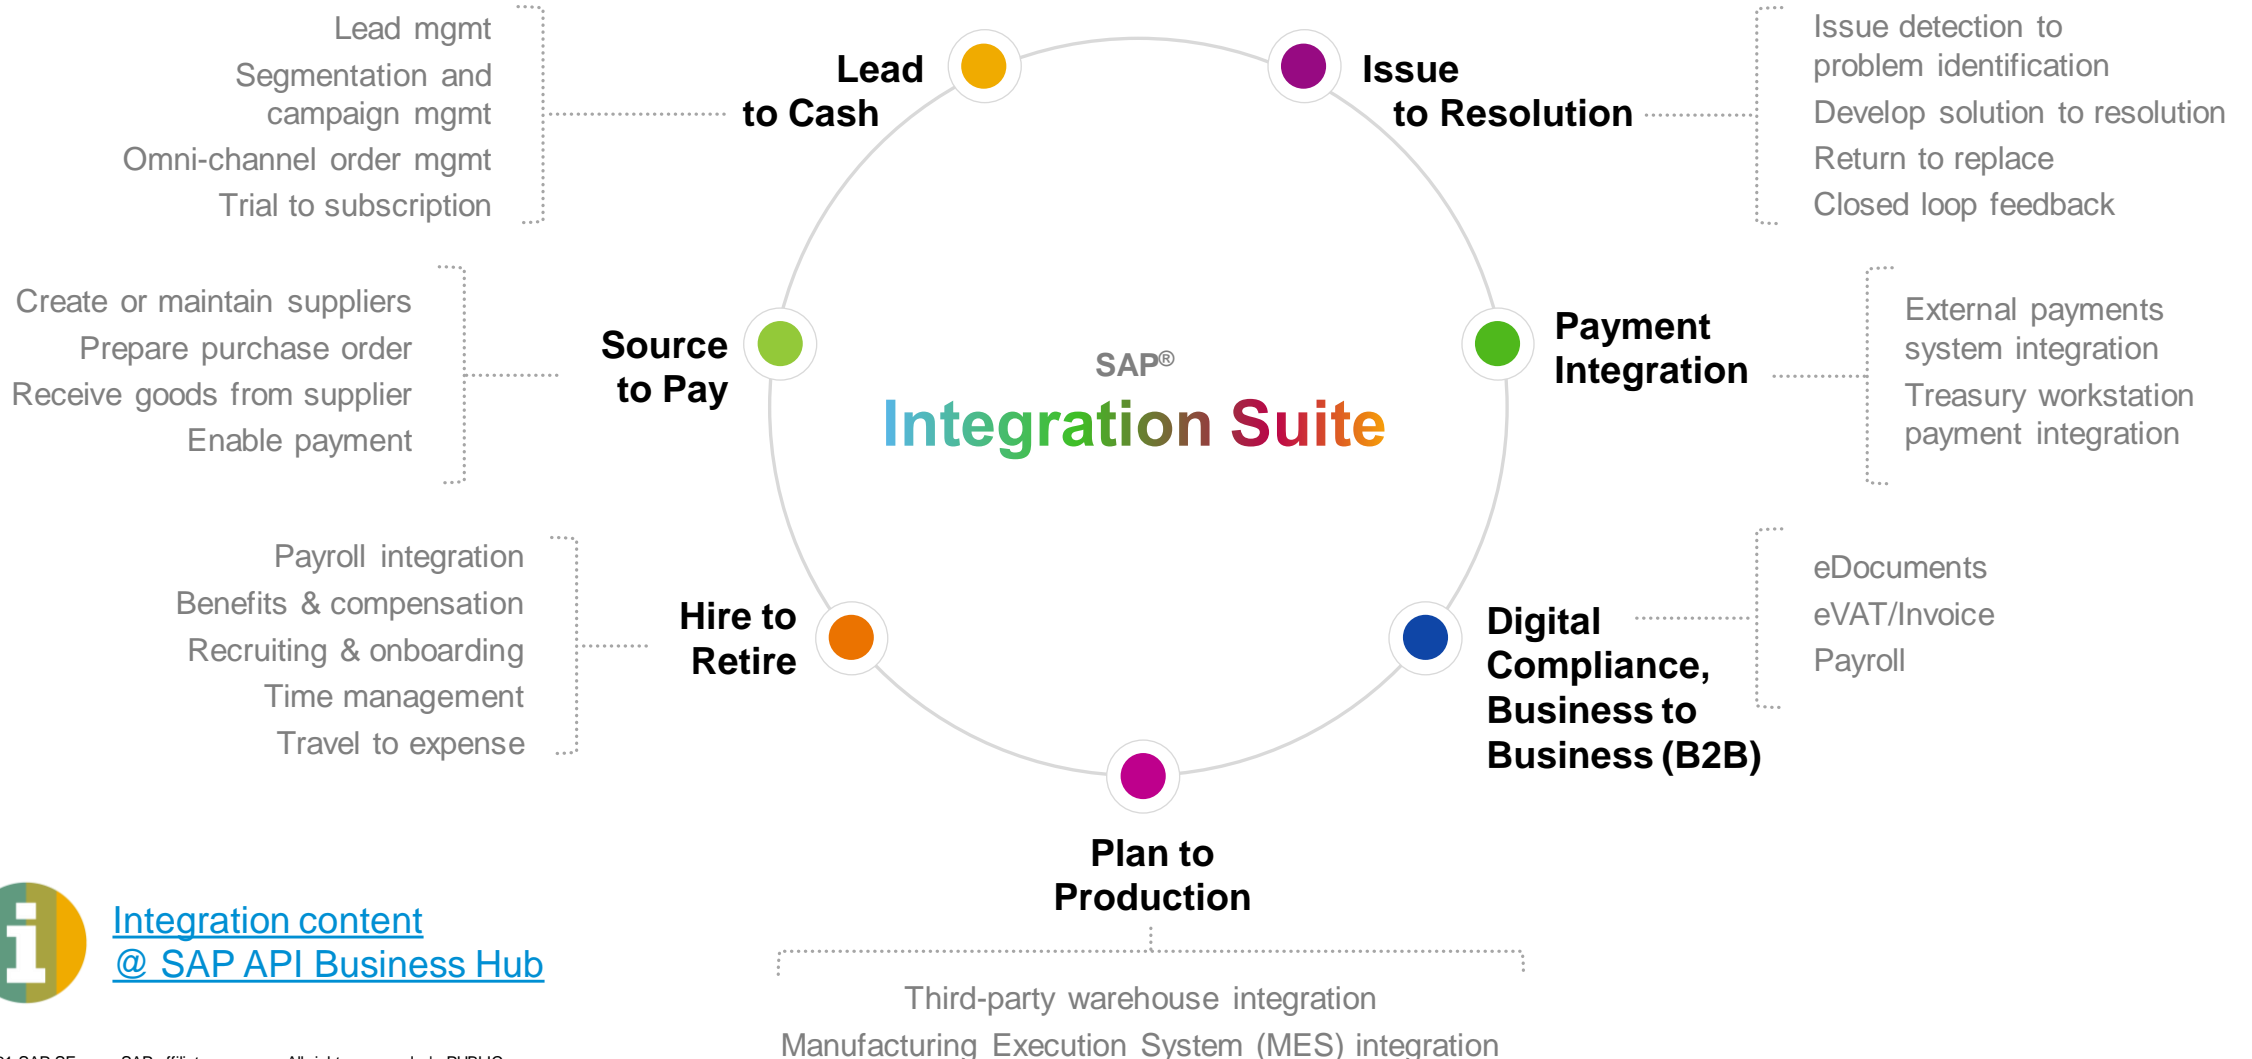 Lead mgmt
Segmentation and
campaign mgmt
Omni-channel order mgmt
Trial to subscription
Lead
to Cash
Issue
to Resolution
Issue detection to
problem identification
Develop solution to resolution
Return to replace
Closed loop feedback
Create or maintain suppliers
Prepare purchase order
Receive goods from supplier
Enable payment
Source
to Pay
SAP®
Integration Suite
Payment
Integration
External payments
system integration
Treasury workstation
payment integration
Payroll integration
Benefits & compensation
Recruiting & onboarding
Time management
Travel to expense
Hire to
Retire
Digital
Compliance,
Business to
Business (B2B)
eDocuments
eVAT/Invoice
Payroll
Plan to
Production
Third-party warehouse integration
Manufacturing Execution System (MES) integration
i
Integration content
@ SAP API Business Hub